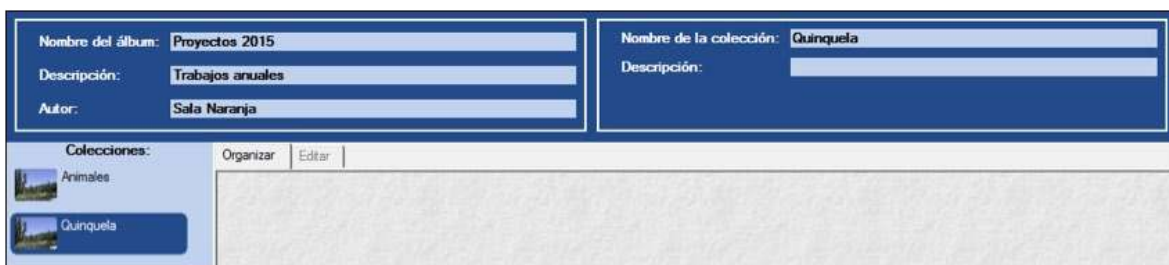 Nombre del álbum: Proyectos 2015
Descripción: Trabajos anuales
Autor: Sala Naranja
Nombre de la colección: Quinquela
Descripción:
Colecciones:
Animales
Quinquela
Organizar Editar